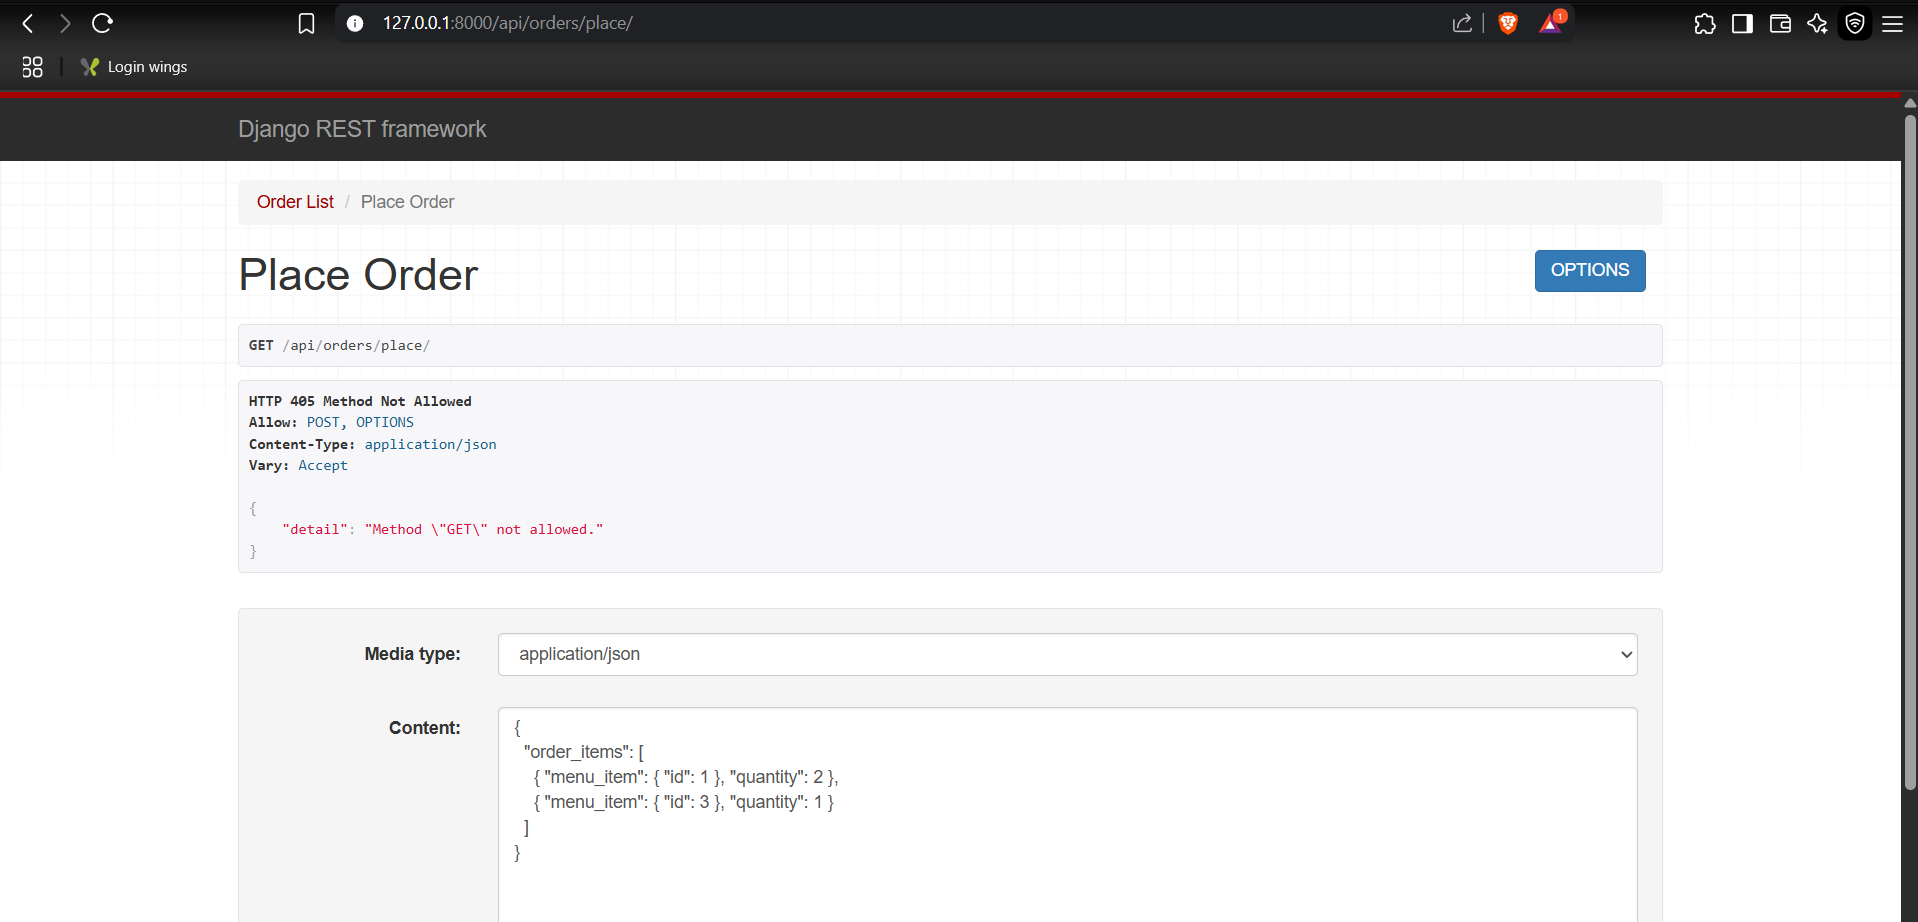 127.0.0.1:8000/api/orders/place/
1
Login wings
Django REST framework
Order List / Place Order
Place Order
OPTIONS
GET /api/orders/place/
HTTP 405 Method Not Allowed
Allow: POST, OPTIONS
Content-Type: application/json
Vary: Accept
{
    "detail": "Method \"GET\" not allowed."
}
Media type:
application/json
Content:
{
  "order_items": [
    { "menu_item": { "id": 1 }, "quantity": 2 },
    { "menu_item": { "id": 3 }, "quantity": 1 }
  ]
}